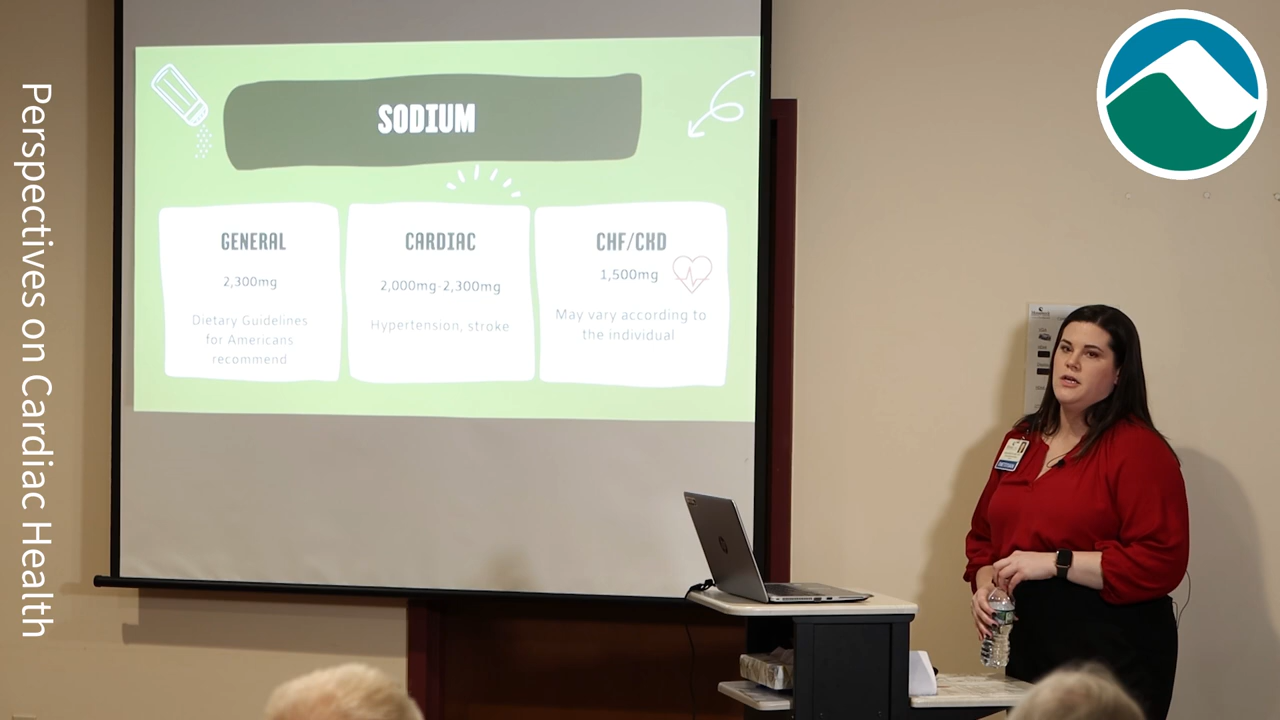 Perspectives on Cardiac Health
SODIUM
GENERAL
2,300mg
Dietary Guidelines
for Americans
recommend
CARDIAC
2,000mg-2,300mg
Hypertension, stroke
CHF/CKD
1,500mg
May vary according to
the individual